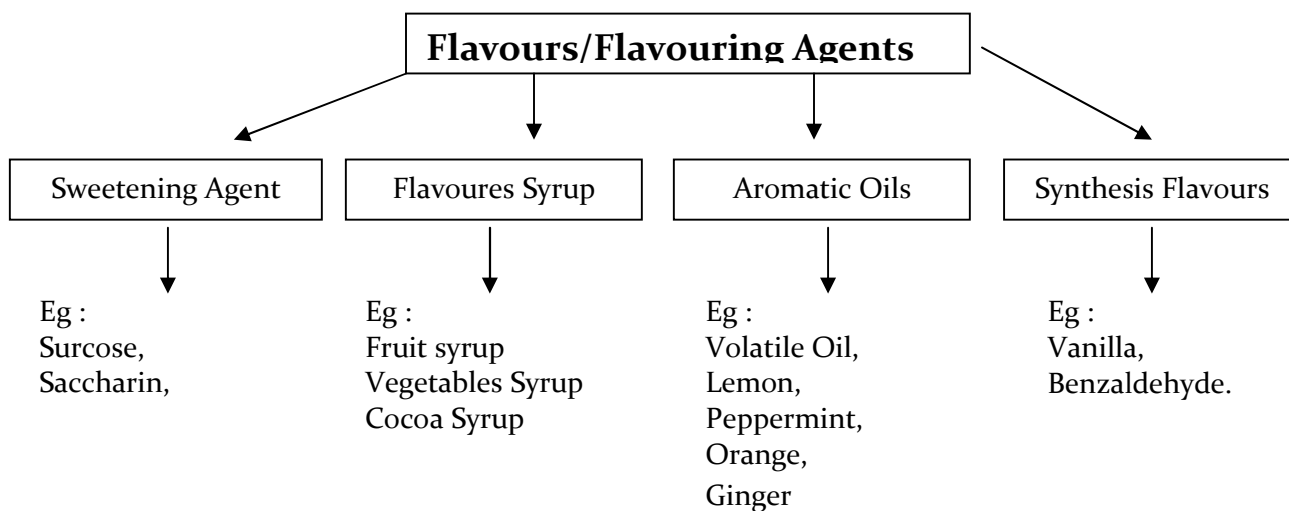 Flavours/Flavouring Agents
Sweetening Agent
Flavoures Syrup
Aromatic Oils
Synthesis Flavours
Eg :
Surcose,
Saccharin,
Eg :
Fruit syrup
Vegetables Syrup
Cocoa Syrup
Eg :
Volatile Oil,
Lemon,
Peppermint,
Orange,
Ginger
Eg :
Vanilla,
Benzaldehyde.